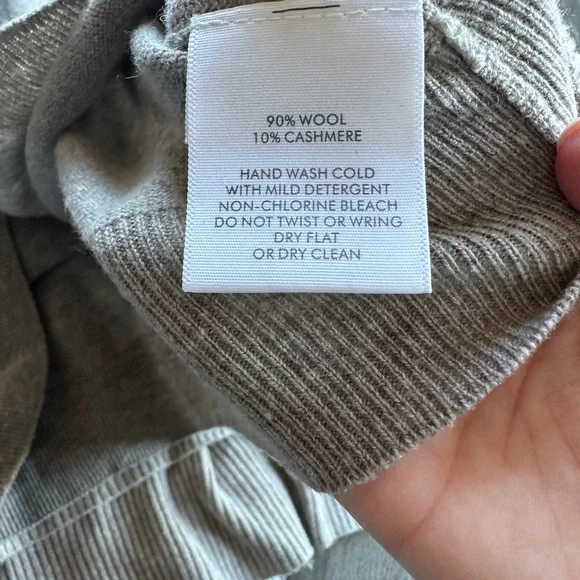 90% WOOL
10% CASHMERE
HAND WASH COLD
WITH MILD DETERGENT
NON-CHLORINE BLEACH
DO NOT TWIST OR WRING
DRY FLAT
OR DRY CLEAN